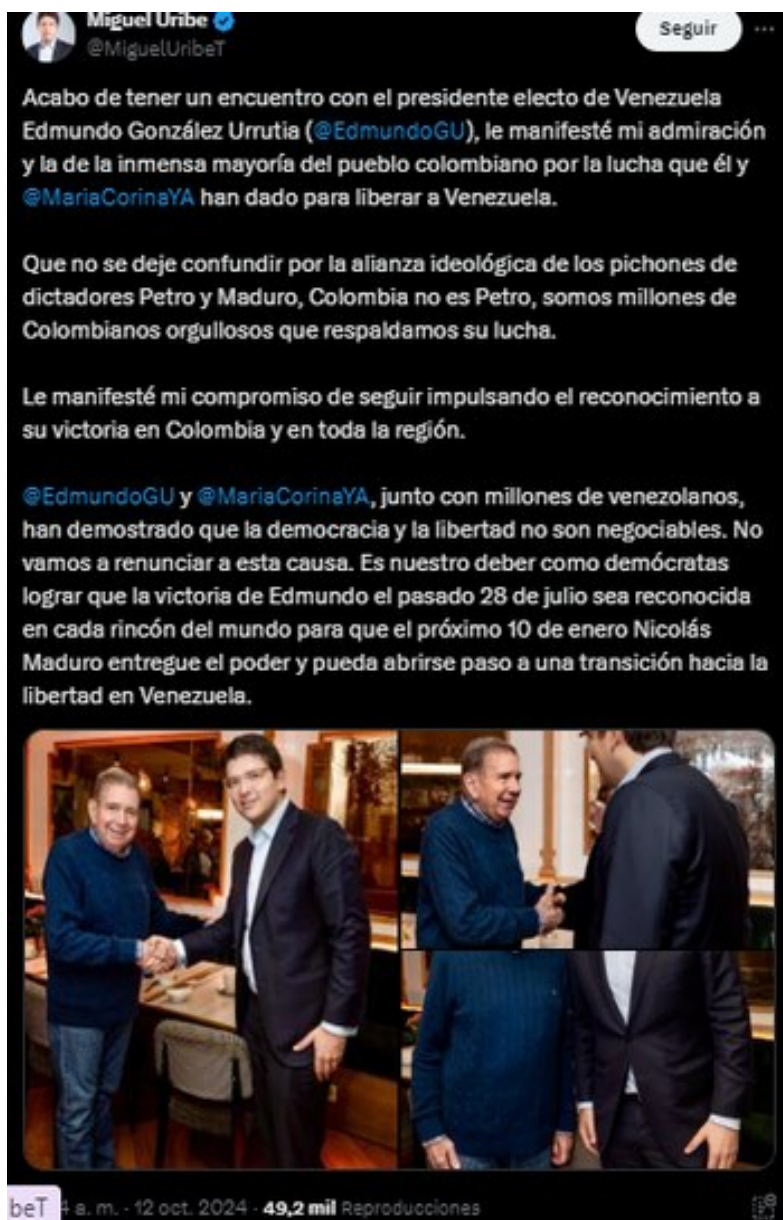 Miguel Uribe
@MiguelUribeT
Seguir
Acabo de tener un encuentro con el presidente electo de Venezuela
Edmundo González Urrutia (@EdmundoGU), le manifesté mi admiración
y la de la inmensa mayoría del pueblo colombiano por la lucha que él y
@MariaCorinaYA han dado para liberar a Venezuela.
Que no se deje confundir por la alianza ideológica de los pichones de
dictadores Petro y Maduro, Colombia no es Petro, somos millones de
Colombianos orgullosos que respaldamos su lucha.
Le manifesté mi compromiso de seguir impulsando el reconocimiento a
su victoria en Colombia y en toda la región.
@EdmundoGU y @MariaCorinaYA, junto con millones de venezolanos,
han demostrado que la democracia y la libertad no son negociables. No
vamos a renunciar a esta causa. Es nuestro deber como demócratas
lograr que la victoria de Edmundo el pasado 28 de julio sea reconocida
en cada rincón del mundo para que el próximo 10 de enero Nicolás
Maduro entregue el poder y pueda abrirse paso a una transición hacia la
libertad en Venezuela.
beT a. m. · 12 oct. 2024 · 49,2 mil Reproducciones